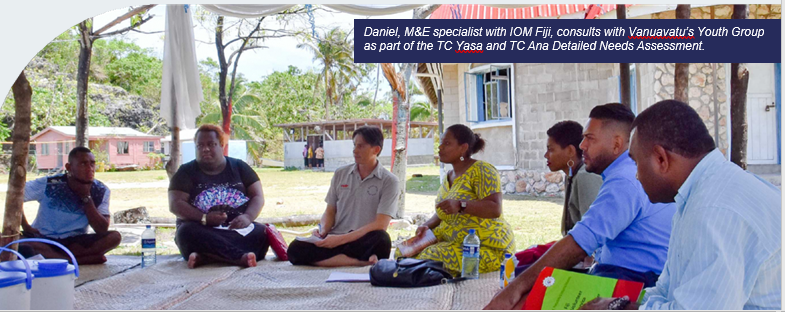 Daniel, M&E specialist with IOM Fiji, consults with Vanuavatu's Youth Group
as part of the TC Yasa and TC Ana Detailed Needs Assessment.